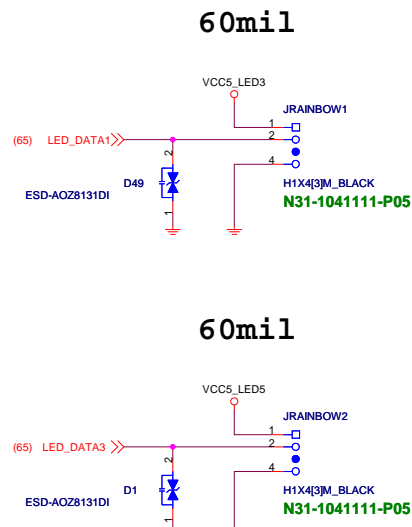 60mil
VCC5_LED3
JRAINBOW1
1
(65) LED_DATA1
2
2
4
D49
H1X4[3]M_BLACK
ESD-AOZ8131DI
N31-1041111-P05
1
60mil
VCC5_LED5
JRAINBOW2
1
(65) LED_DATA3
2
2
4
D1
H1X4[3]M_BLACK
ESD-AOZ8131DI
N31-1041111-P05
1